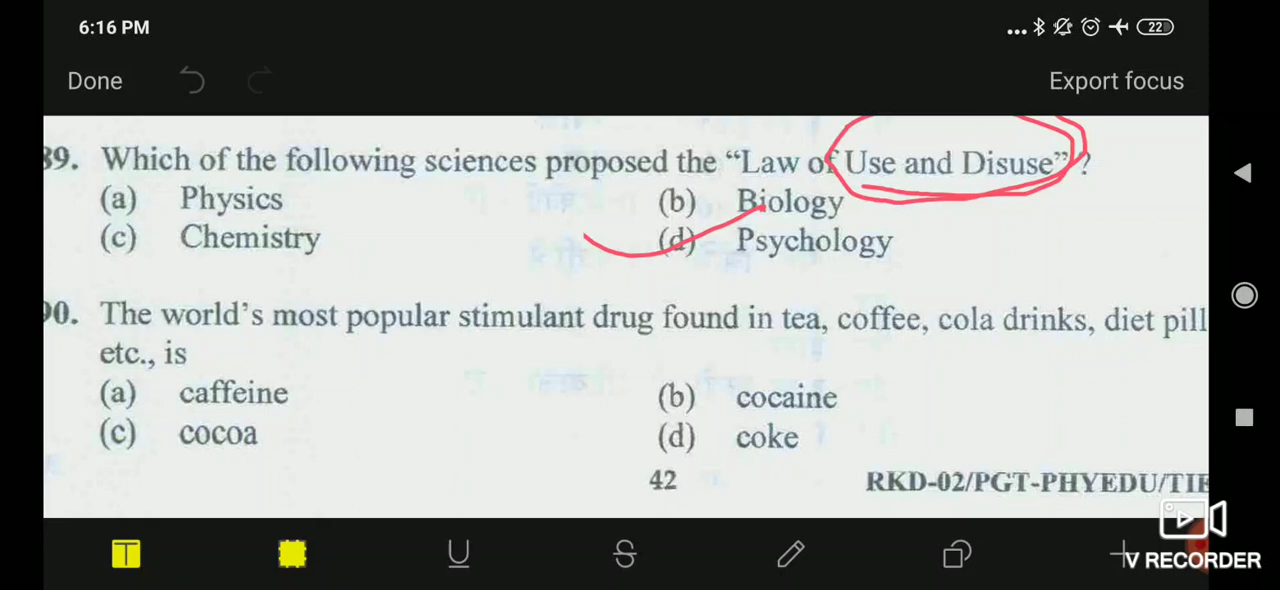 6:16 PM
22
Done
Export focus
89. Which of the following sciences proposed the “Law of Use and Disuse” ?
(a) Physics (b) Biology
(c) Chemistry (d) Psychology
90. The world’s most popular stimulant drug found in tea, coffee, cola drinks, diet pill
etc., is
(a) caffeine (b) cocaine
(c) cocoa (d) coke
42 RKD-02/PGT-PHYEDU/TIE
T U S
V RECORDER